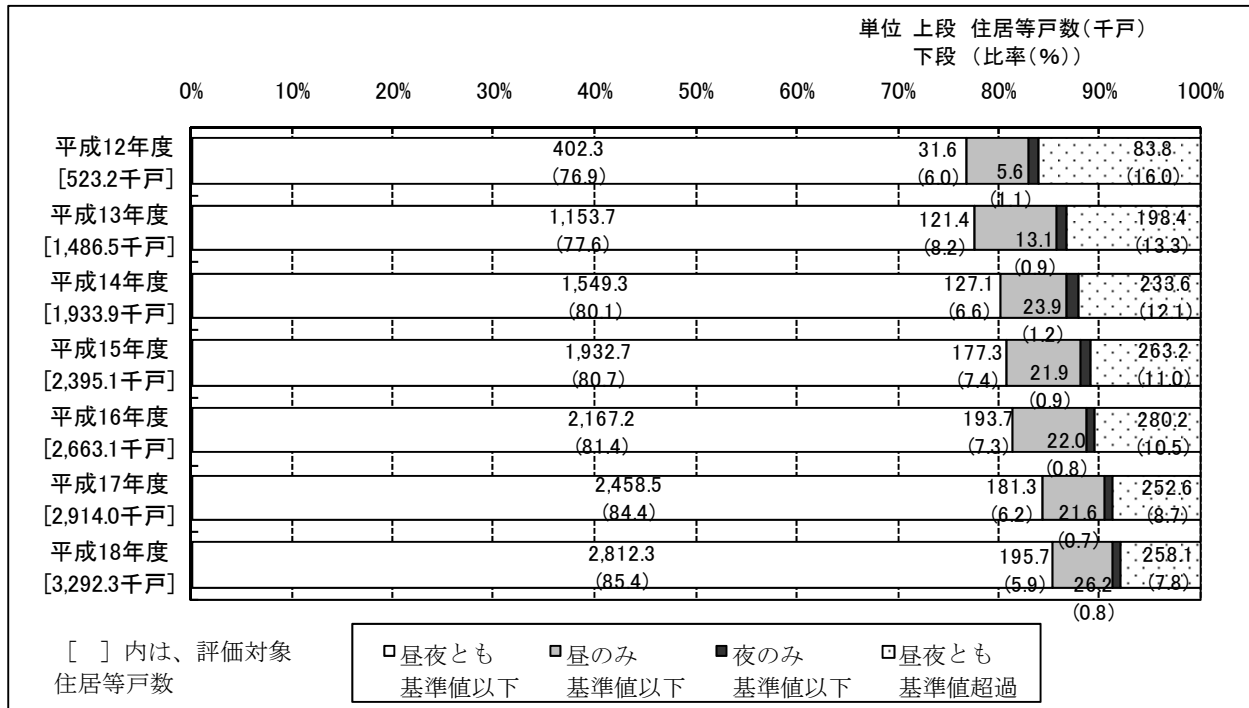 単位 上段 住居等戸数(千戸)
下段 (比率(%))
0% 10% 20% 30% 40% 50% 60% 70% 80% 90% 100%
平成12年度
[523.2千戸]
402.3 31.6 5.6 83.8
(76.9) (6.0) (1.1) (16.0)
平成13年度
[1,486.5千戸]
1,153.7 121.4 13.1 198.4
(77.6) (8.2) (0.9) (13.3)
平成14年度
[1,933.9千戸]
1,549.3 127.1 23.9 233.6
(80.1) (6.6) (1.2) (12.1)
平成15年度
[2,395.1千戸]
1,932.7 177.3 21.9 263.2
(80.7) (7.4) (0.9) (11.0)
平成16年度
[2,663.1千戸]
2,167.2 193.7 22.0 280.2
(81.4) (7.3) (0.8) (10.5)
平成17年度
[2,914.0千戸]
2,458.5 181.3 21.6 252.6
(84.4) (6.2) (0.7) (8.7)
平成18年度
[3,292.3千戸]
2,812.3 195.7 26.2 258.1
(85.4) (5.9) (0.8) (7.8)
[ ]内は、評価対象
住居等戸数
昼夜とも
基準値以下
昼のみ
基準値以下
夜のみ
基準値以下
昼夜とも
基準値超過